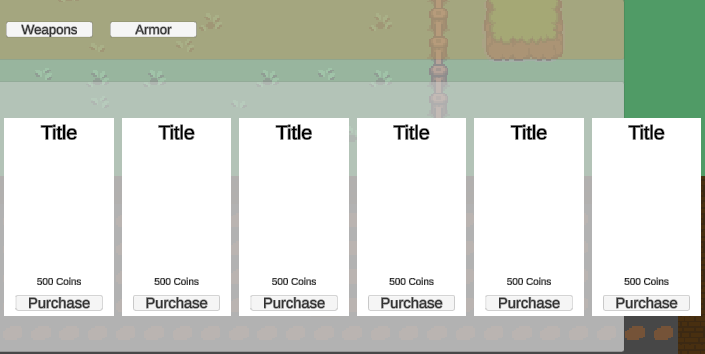 Weapons Armor
Title Title Title Title Title Title
500 Coins 500 Coins 500 Coins 500 Coins 500 Coins 500 Coins
Purchase Purchase Purchase Purchase Purchase Purchase